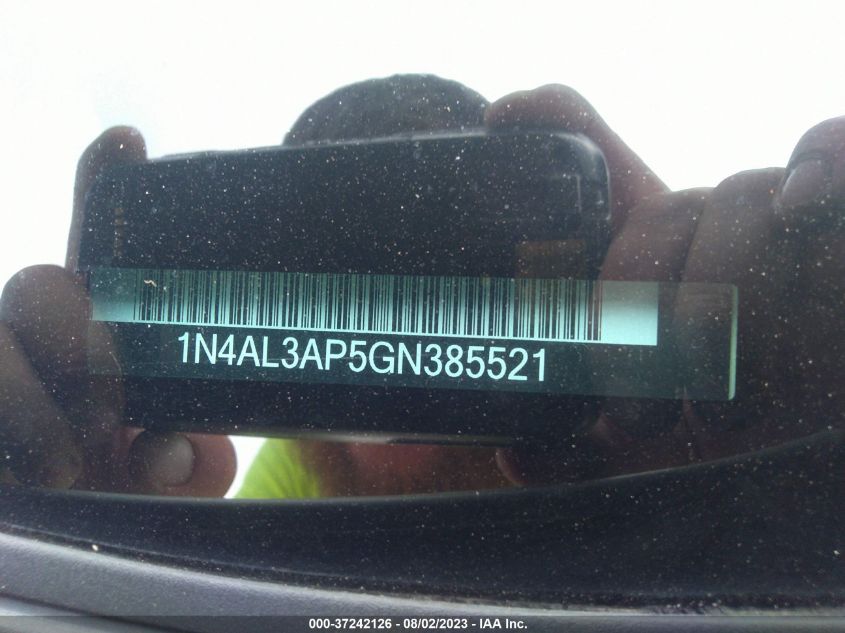 1N4AL3AP5GN385521
000-37242126 - 08/02/2023 - IAA Inc.